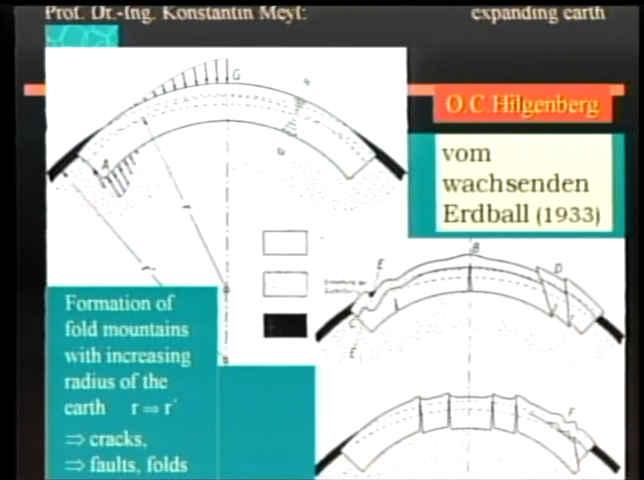 Prof. Dr.-Ing. Konstantin Meyl:
expanding earth
O.C.Hilgenberg
vom
wachsenden
Erdball (1933)
G
A
B
E
D
C
E
F
Formation of
fold mountains
with increasing
radius of the
earth r ⇒ r'
⇒ cracks,
⇒ faults, folds